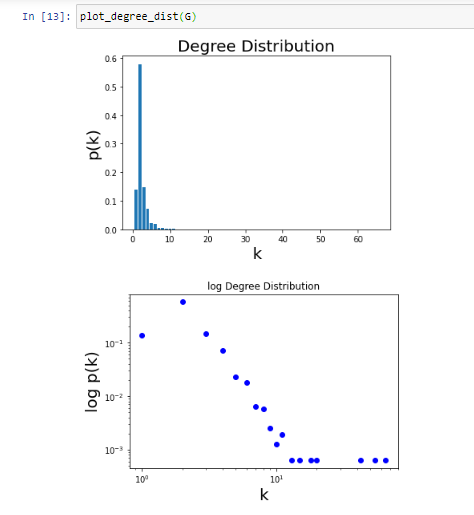 In [13]: plot_degree_dist(G)
Degree Distribution
0.6
0.5
0.4
0.3
0.2
0.1
0.0
p(k)
0 10 20 30 40 50 60
k
log Degree Distribution
10⁻¹
10⁻²
10⁻³
log p(k)
10⁰ 10¹
k